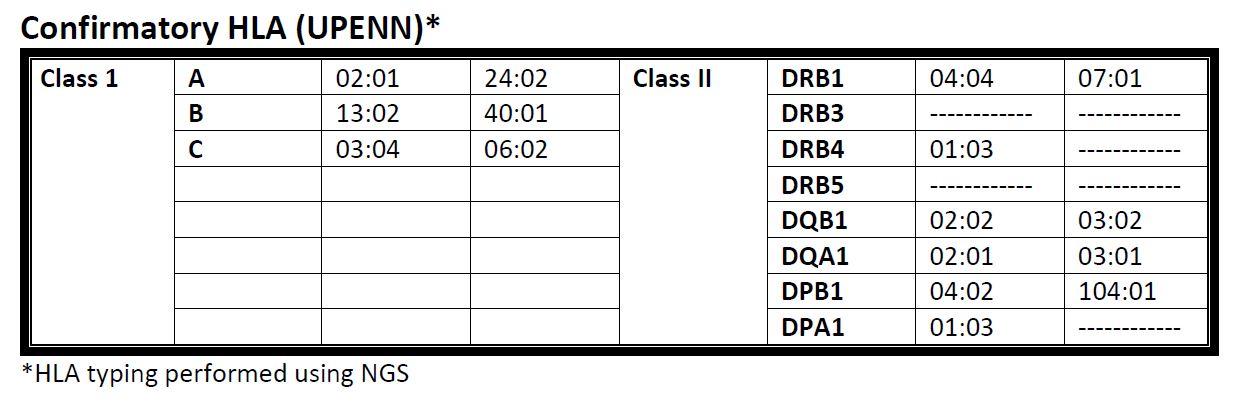 Confirmatory HLA (UPENN)*
Class 1 A 02:01 24:02 Class II DRB1 04:04 07:01
B 13:02 40:01 DRB3 ------------ ------------
C 03:04 06:02 DRB4 01:03 ------------
DRB5 ------------ ------------
DQB1 02:02 03:02
DQA1 02:01 03:01
DPB1 04:02 104:01
DPA1 01:03 ------------
*HLA typing performed using NGS